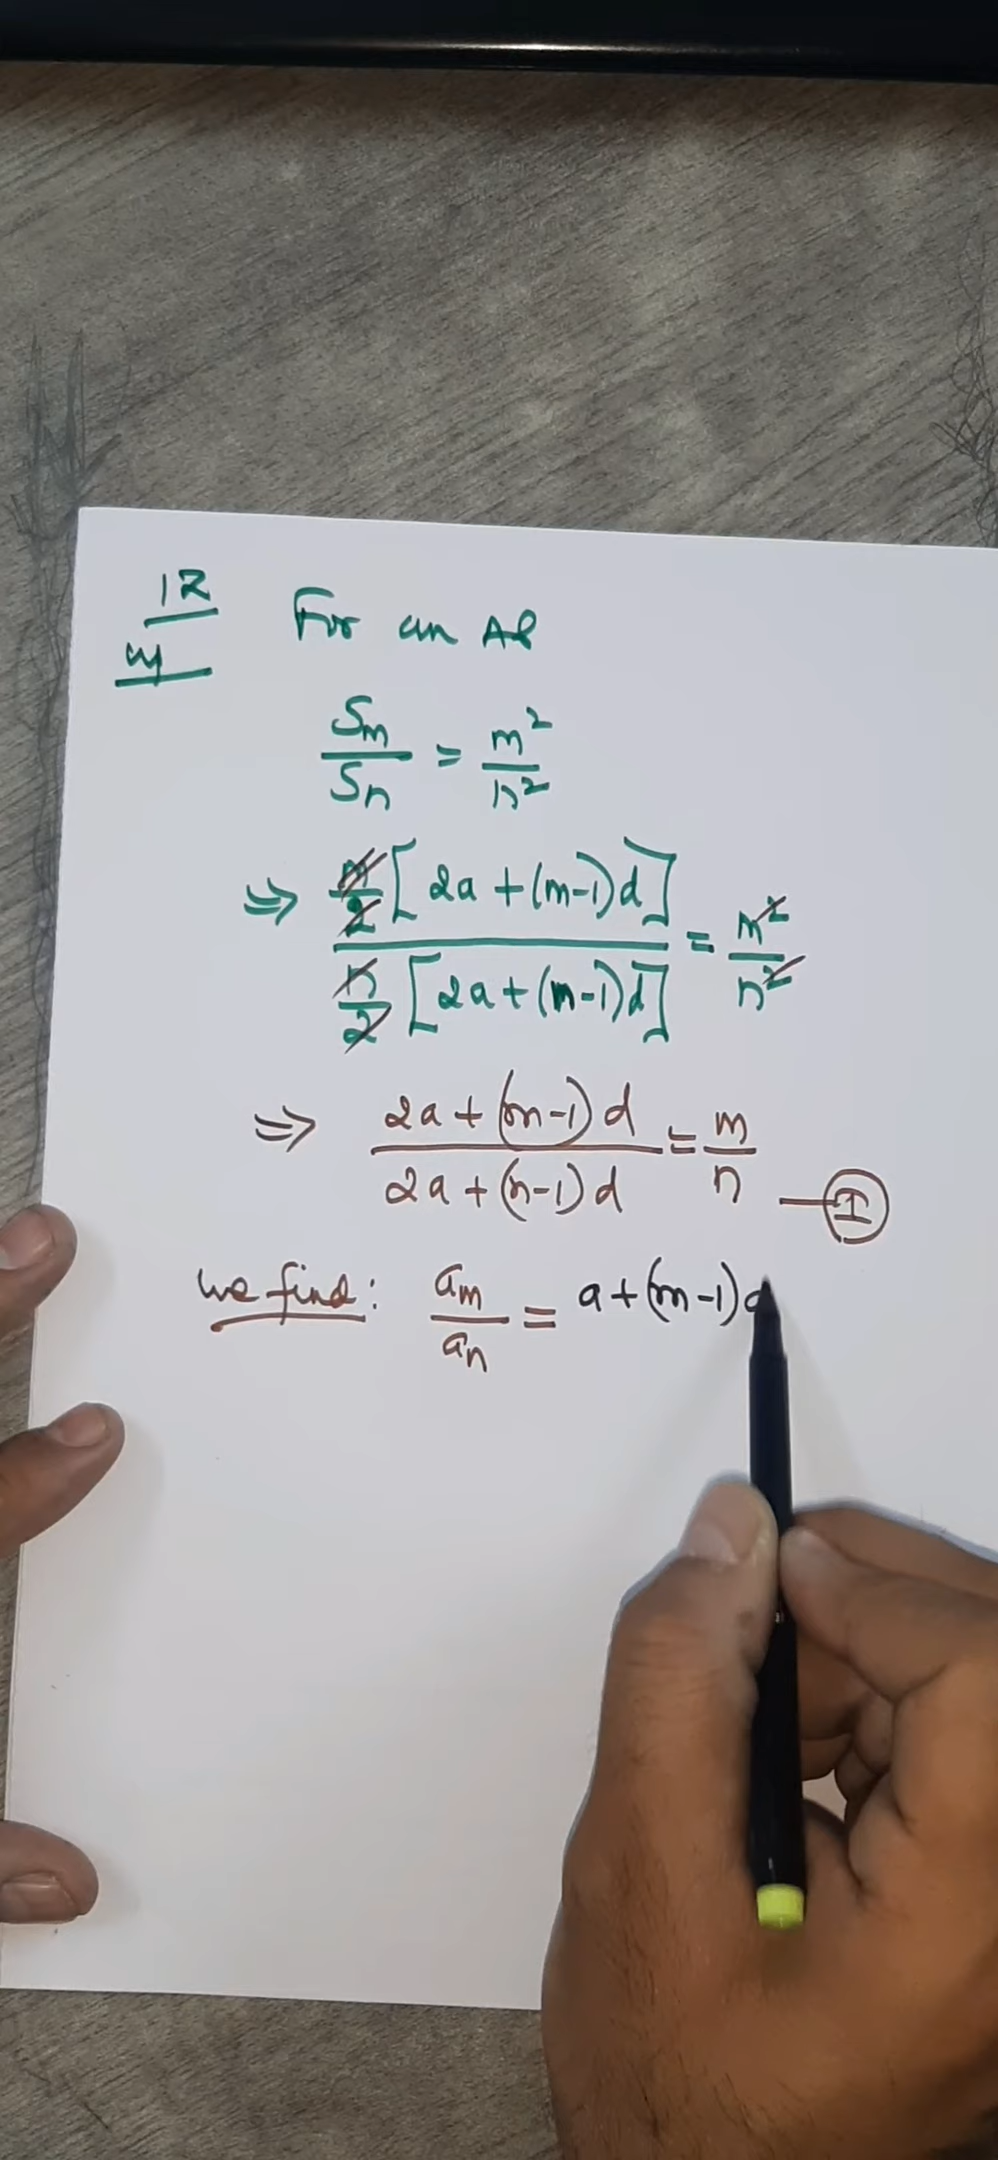 12
For an AP
Sm/Sn = m²/n²
⇒ m/2 [2a + (m-1)d] / n/2 [2a + (m-1)d] = m²/n²
⇒ 2a + (m-1)d / 2a + (n-1)d = m/n — I
We find: am/an = a + (m-1)d